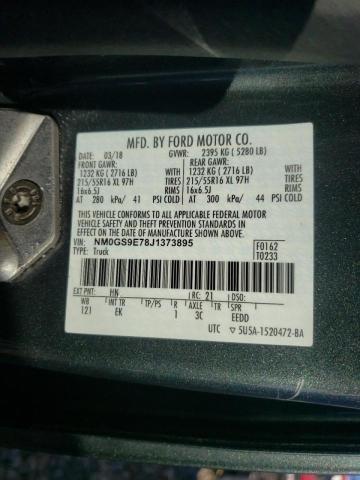 MFD. BY FORD MOTOR CO.
DATE: 03/18 GVWR: 2395 KG ( 5280 LB)
FRONT GAWR: REAR GAWR:
1232 KG ( 2716 LB) WITH 1232 KG ( 2716 LB) WITH
215/55R16 XL 97H TIRES 215/55R16 XL 97H TIRES
16x6.5J RIMS 16x6.5J RIMS
AT 280 kPa/ 41 PSI COLD AT 300 kPa/ 44 PSI COLD
THIS VEHICLE CONFORMS TO ALL APPLICABLE FEDERAL MOTOR
VEHICLE SAFETY AND THEFT PREVENTION STANDARDS IN EFFECT ON THE DATE OF
MANUFACTURE SHOWN ABOVE.
VIN: NM0GS9E78J1373895 F0162
TYPE: Truck T0233
EXT PNT: HN RC: 21 DSO:
WB INT TR TP/PS R AXLE TR SPR
121 EK 1 3C EEDD
UTC 5U5A-1520472-BA